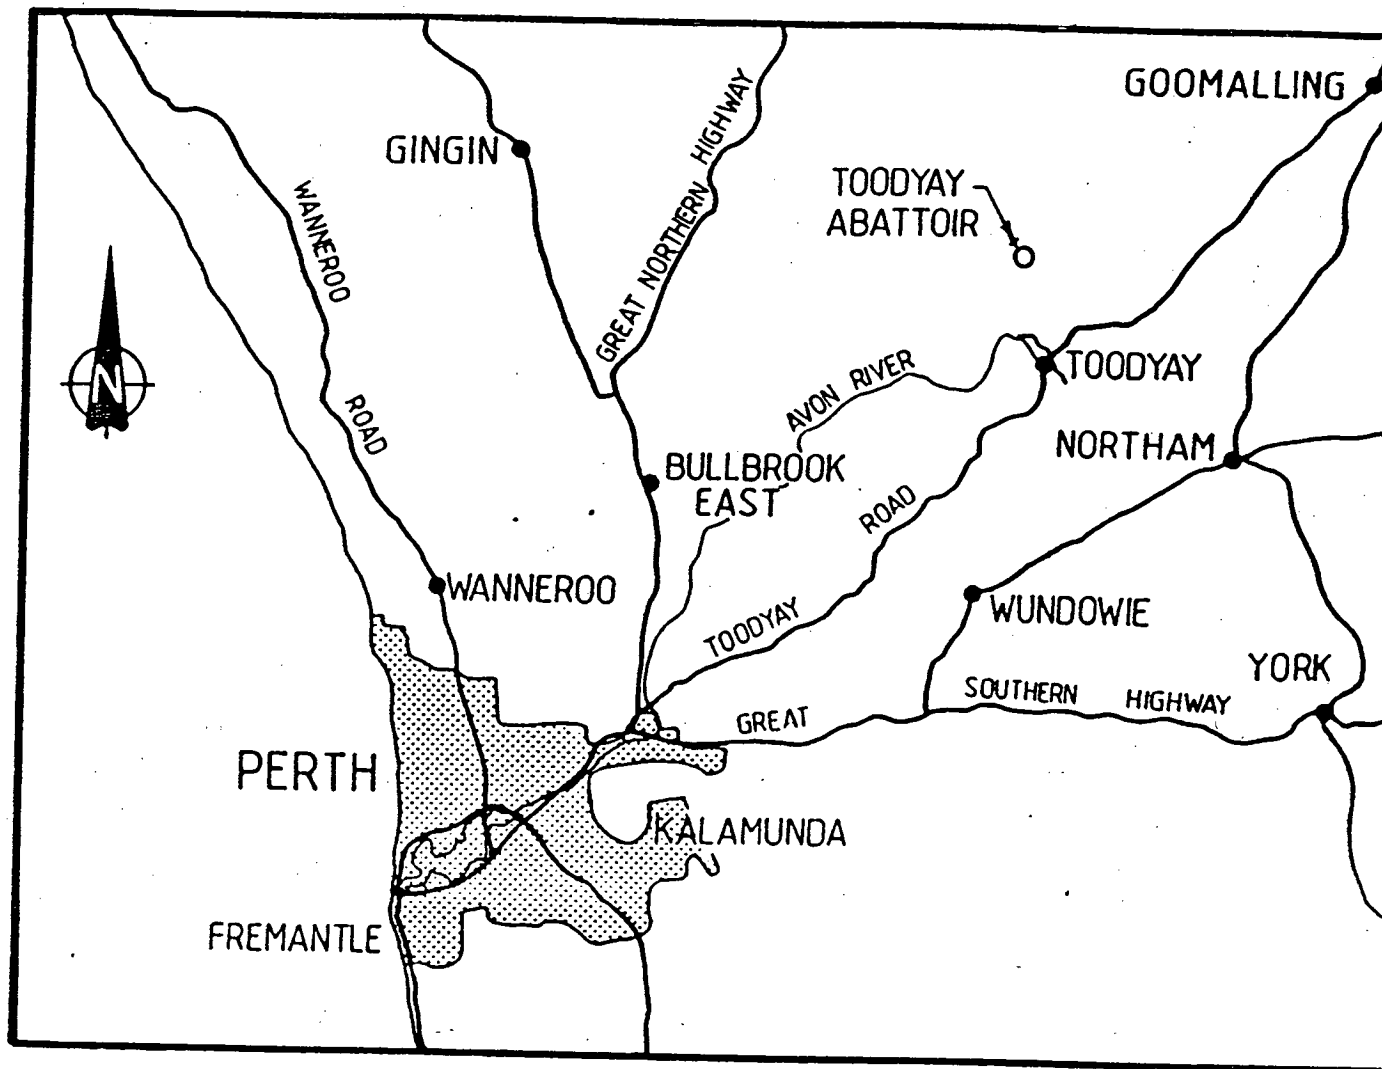 GOOMALLING
GINGIN
GREAT NORTHERN HIGHWAY
TOODYAY
ABATTOIR
WANNEROO
ROAD
N
AVON RIVER
TOODYAY
NORTHAM
BULLBROOK
EAST
ROAD
WANNEROO
TOODYAY
WUNDOWIE
YORK
GREAT
SOUTHERN
HIGHWAY
PERTH
KALAMUNDA
FREMANTLE